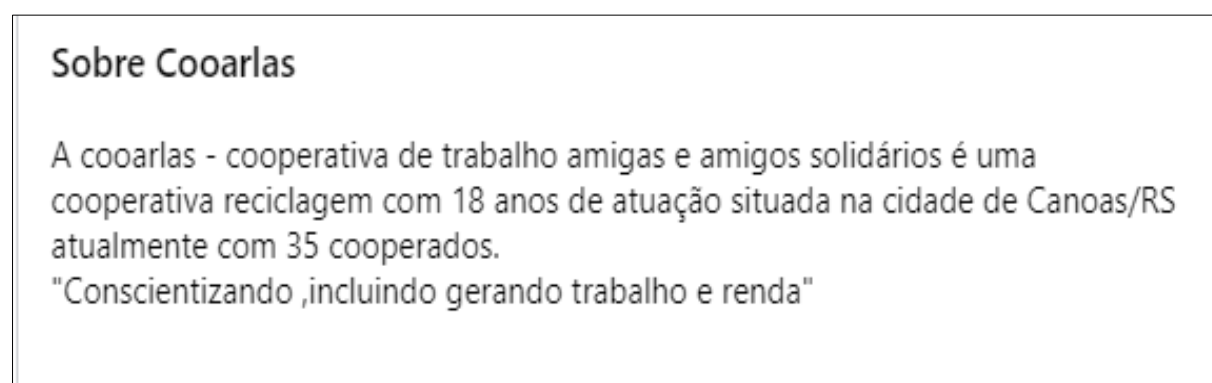 Sobre Cooarlas
A cooarlas - cooperativa de trabalho amigas e amigos solidários é uma
cooperativa reciclagem com 18 anos de atuação situada na cidade de Canoas/RS
atualmente com 35 cooperados.
"Conscientizando ,incluindo gerando trabalho e renda"